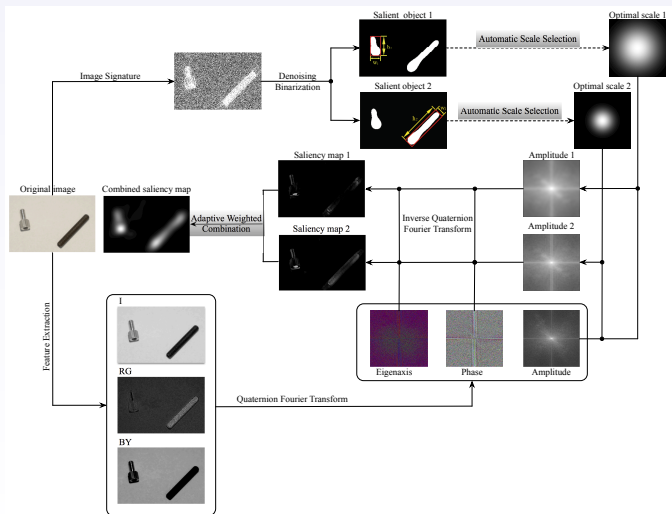 Salient object 1
Optimal scale 1
Automatic Scale Selection
Image Signature
Denoising
Binarization
Salient object 2
Optimal scale 2
Automatic Scale Selection
Saliency map 1
Amplitude 1
Original image
Combined saliency map
Adaptive Weighted
Combination
Inverse Quaternion
Fourier Transform
Saliency map 2
Amplitude 2
Feature Extraction
I
RG
BY
Eigenaxis
Phase
Amplitude
Quaternion Fourier Transform